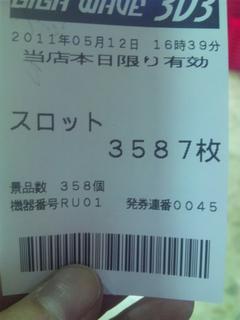 GIGA WAVE 303
2011年05月12日 16時39分
当店本日限り有効
スロット
3587枚
景品数 358個
機器番号RU01 発券連番0045